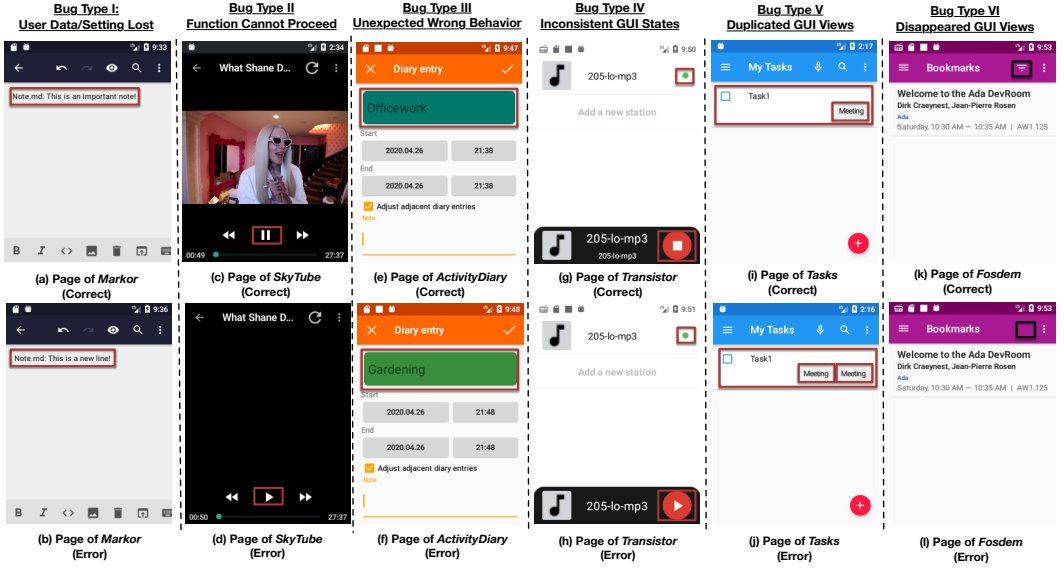 Bug Type I:
User Data/Setting Lost
Bug Type II
Function Cannot Proceed
Bug Type III
Unexpected Wrong Behavior
Bug Type IV
Inconsistent GUI States
Bug Type V
Duplicated GUI Views
Bug Type VI
Disappeared GUI Views
9:33
Note.md: This is an important note!
B I <>
(a) Page of Markor
(Correct)
2:34
What Shane D...
00:49 27:37
(c) Page of SkyTube
(Correct)
9:47
Diary entry
Officework
Start
2020.04.26 21:38
End
2020.04.26 21:38
Adjust adjacent diary entries
Note
(e) Page of ActivityDiary
(Correct)
9:50
205-lo-mp3
Add a new station
205-lo-mp3
205-lo-mp3
(g) Page of Transistor
(Correct)
2:17
My Tasks
Task1
Meeting
(i) Page of Tasks
(Correct)
9:53
Bookmarks
Welcome to the Ada DevRoom
Dirk Craeynest, Jean-Pierre Rosen
Ada
Saturday, 10:30 AM – 10:35 AM | AW1.125
(k) Page of Fosdem
(Correct)
9:36
Note.md: This is a new line!
B I <>
(b) Page of Markor
(Error)
What Shane D...
00:50 27:37
(d) Page of SkyTube
(Error)
9:48
Diary entry
Gardening
Start
2020.04.26 21:48
End
2020.04.26 21:48
Adjust adjacent diary entries
Note
(f) Page of ActivityDiary
(Error)
9:51
205-lo-mp3
Add a new station
205-lo-mp3
(h) Page of Transistor
(Error)
2:16
My Tasks
Task1
Meeting Meeting
(j) Page of Tasks
(Error)
9:53
Bookmarks
Welcome to the Ada DevRoom
Dirk Craeynest, Jean-Pierre Rosen
Ada
Saturday, 10:30 AM – 10:35 AM | AW1.125
(l) Page of Fosdem
(Error)